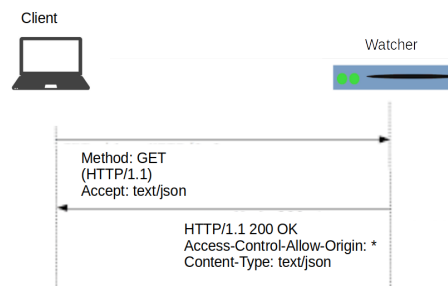 Client
Watcher
Method: GET
(HTTP/1.1)
Accept: text/json
HTTP/1.1 200 OK
Access-Control-Allow-Origin: *
Content-Type: text/json